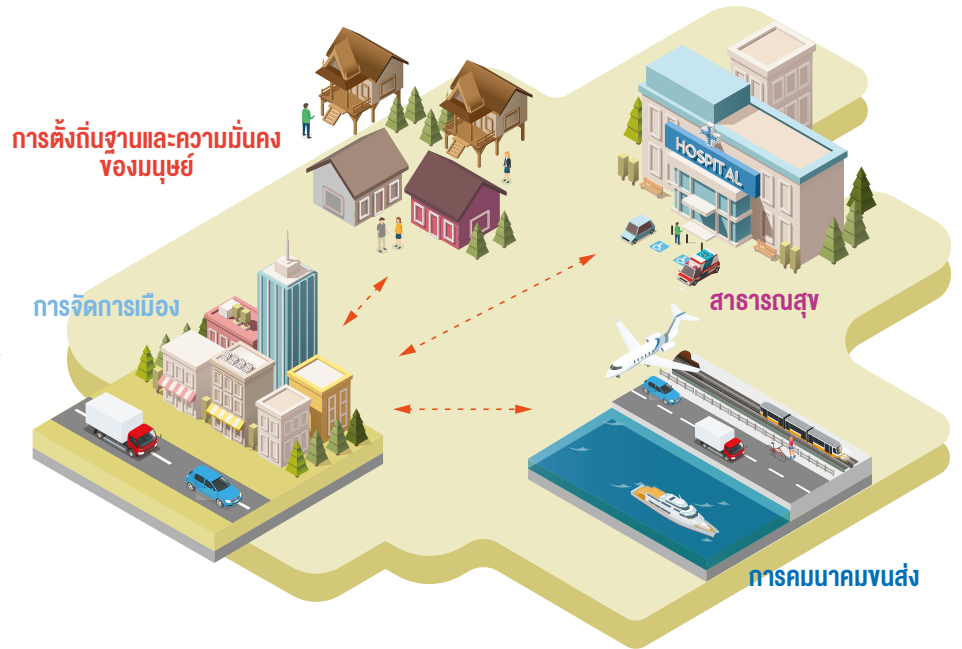 การตั้งถิ่นฐานและความมั่นคง
ของมนุษย์
HOSPITAL
การจัดการเมือง
สาธารณสุข
การคมนาคมขนส่ง